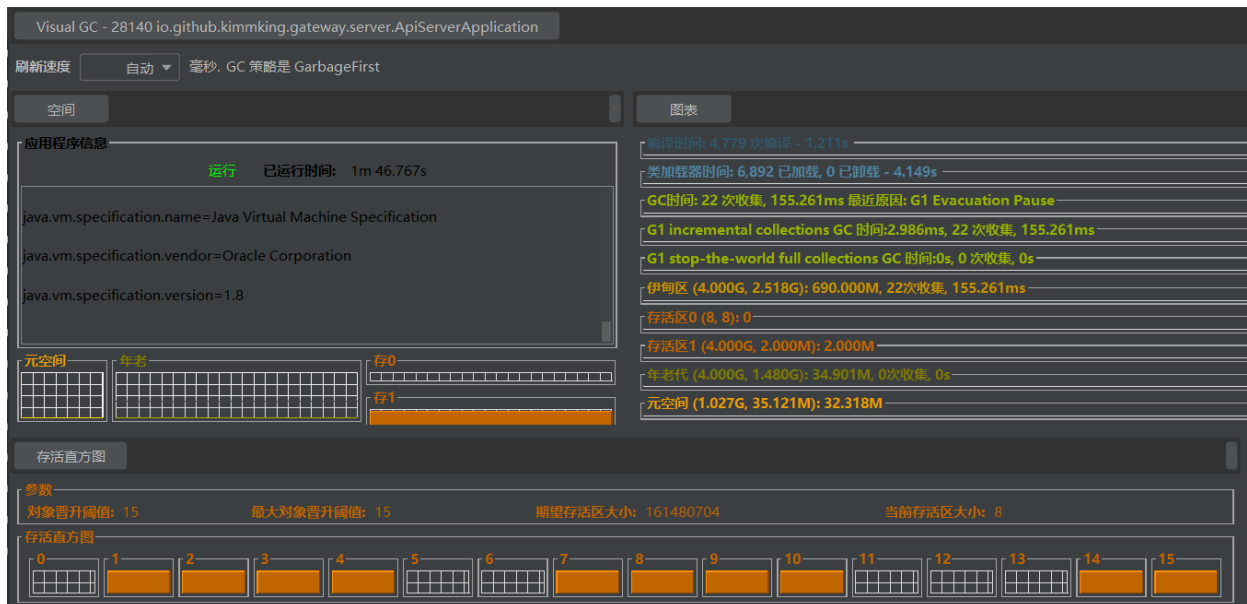 Visual GC - 28140 io.github.kimmking.gateway.server.ApiServerApplication
刷新速度 自动 毫秒. GC 策略是 GarbageFirst
空间
应用程序信息
运行 已运行时间: 1m 46.767s
java.vm.specification.name=Java Virtual Machine Specification
java.vm.specification.vendor=Oracle Corporation
java.vm.specification.version=1.8
元空间 年老 存0
存1
图表
编译时间: 4,779 次编译 - 1.211s
类加载器时间: 6,892 已加载, 0 已卸载 - 4.149s
GC时间: 22 次收集, 155.261ms 最近原因: G1 Evacuation Pause
G1 incremental collections GC 时间:2.986ms, 22 次收集, 155.261ms
G1 stop-the-world full collections GC 时间:0s, 0 次收集, 0s
伊甸区 (4.000G, 2.518G): 690.000M, 22次收集, 155.261ms
存活区0 (8, 8): 0
存活区1 (4.000G, 2.000M): 2.000M
年老代 (4.000G, 1.480G): 34.901M, 0次收集, 0s
元空间 (1.027G, 35.121M): 32.318M
存活直方图
参数
对象晋升阈值: 15 最大对象晋升阈值: 15 期望存活区大小: 161480704 当前存活区大小: 8
存活直方图
0 1 2 3 4 5 6 7 8 9 10 11 12 13 14 15